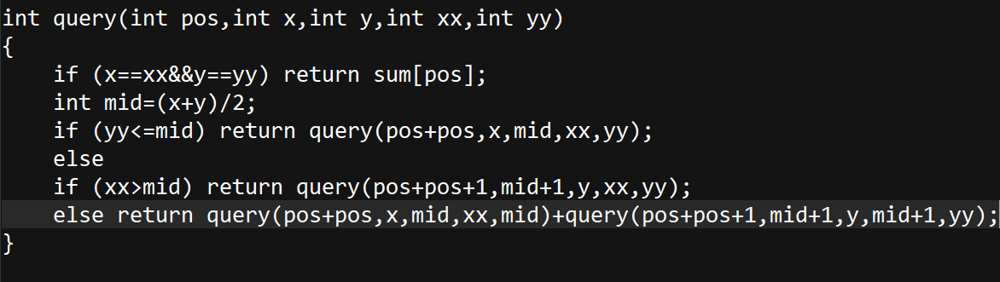 int query(int pos,int x,int y,int xx,int yy)
{
    if (x==xx&&y==yy) return sum[pos];
    int mid=(x+y)/2;
    if (yy<=mid) return query(pos+pos,x,mid,xx,yy);
    else
    if (xx>mid) return query(pos+pos+1,mid+1,y,xx,yy);
    else return query(pos+pos,x,mid,xx,mid)+query(pos+pos+1,mid+1,y,mid+1,yy);
}